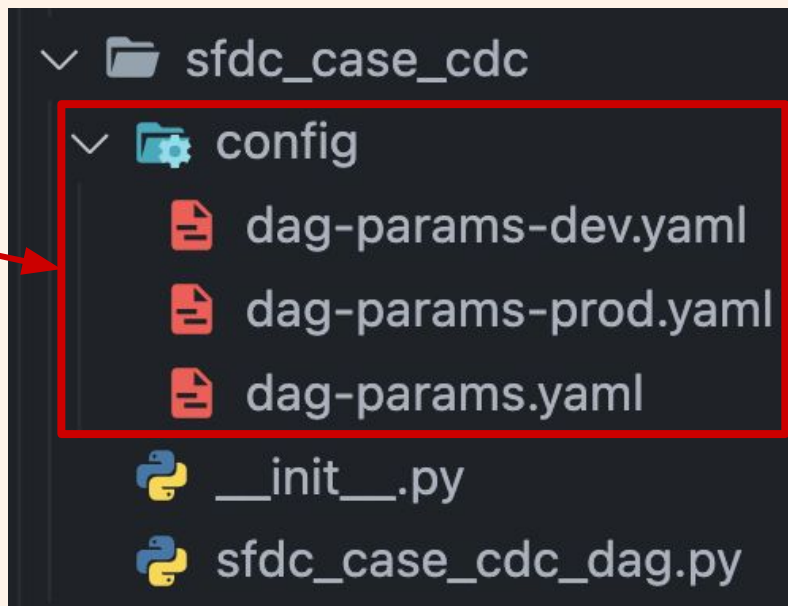 sfdc_case_cdc
config
dag-params-dev.yaml
dag-params-prod.yaml
dag-params.yaml
__init__.py
sfdc_case_cdc_dag.py